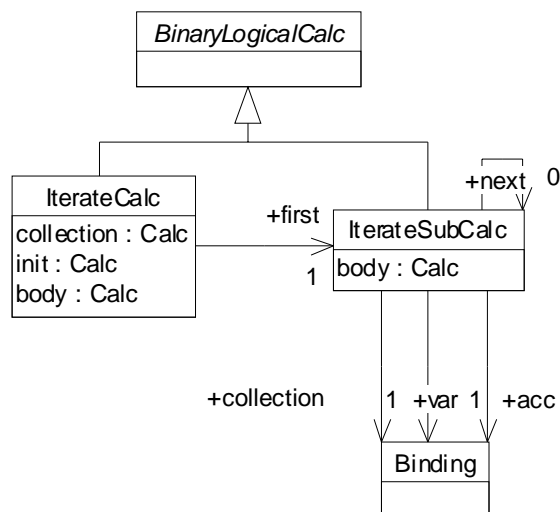 BinaryLogicalCalc
IterateCalc
collection : Calc
init : Calc
body : Calc
+first
1
+next
0
IterateSubCalc
body : Calc
+collection
1
+var
1
+acc
Binding